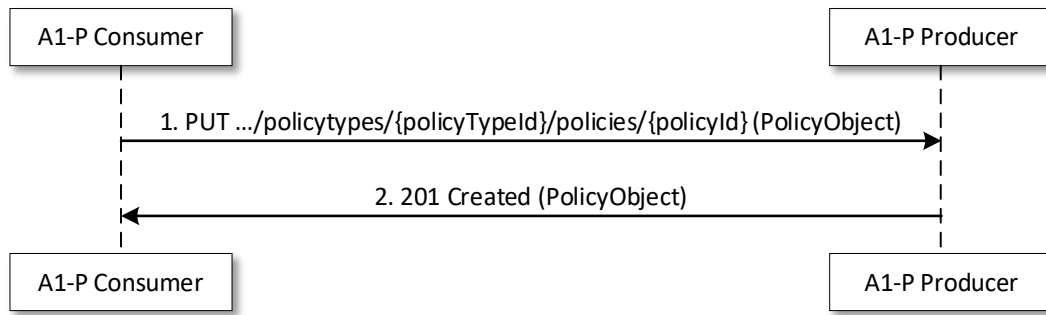 A1-P Consumer
A1-P Producer
1. PUT .../policytypes/{policyTypeId}/policies/{policyId} (PolicyObject)
2. 201 Created (PolicyObject)
A1-P Consumer
A1-P Producer